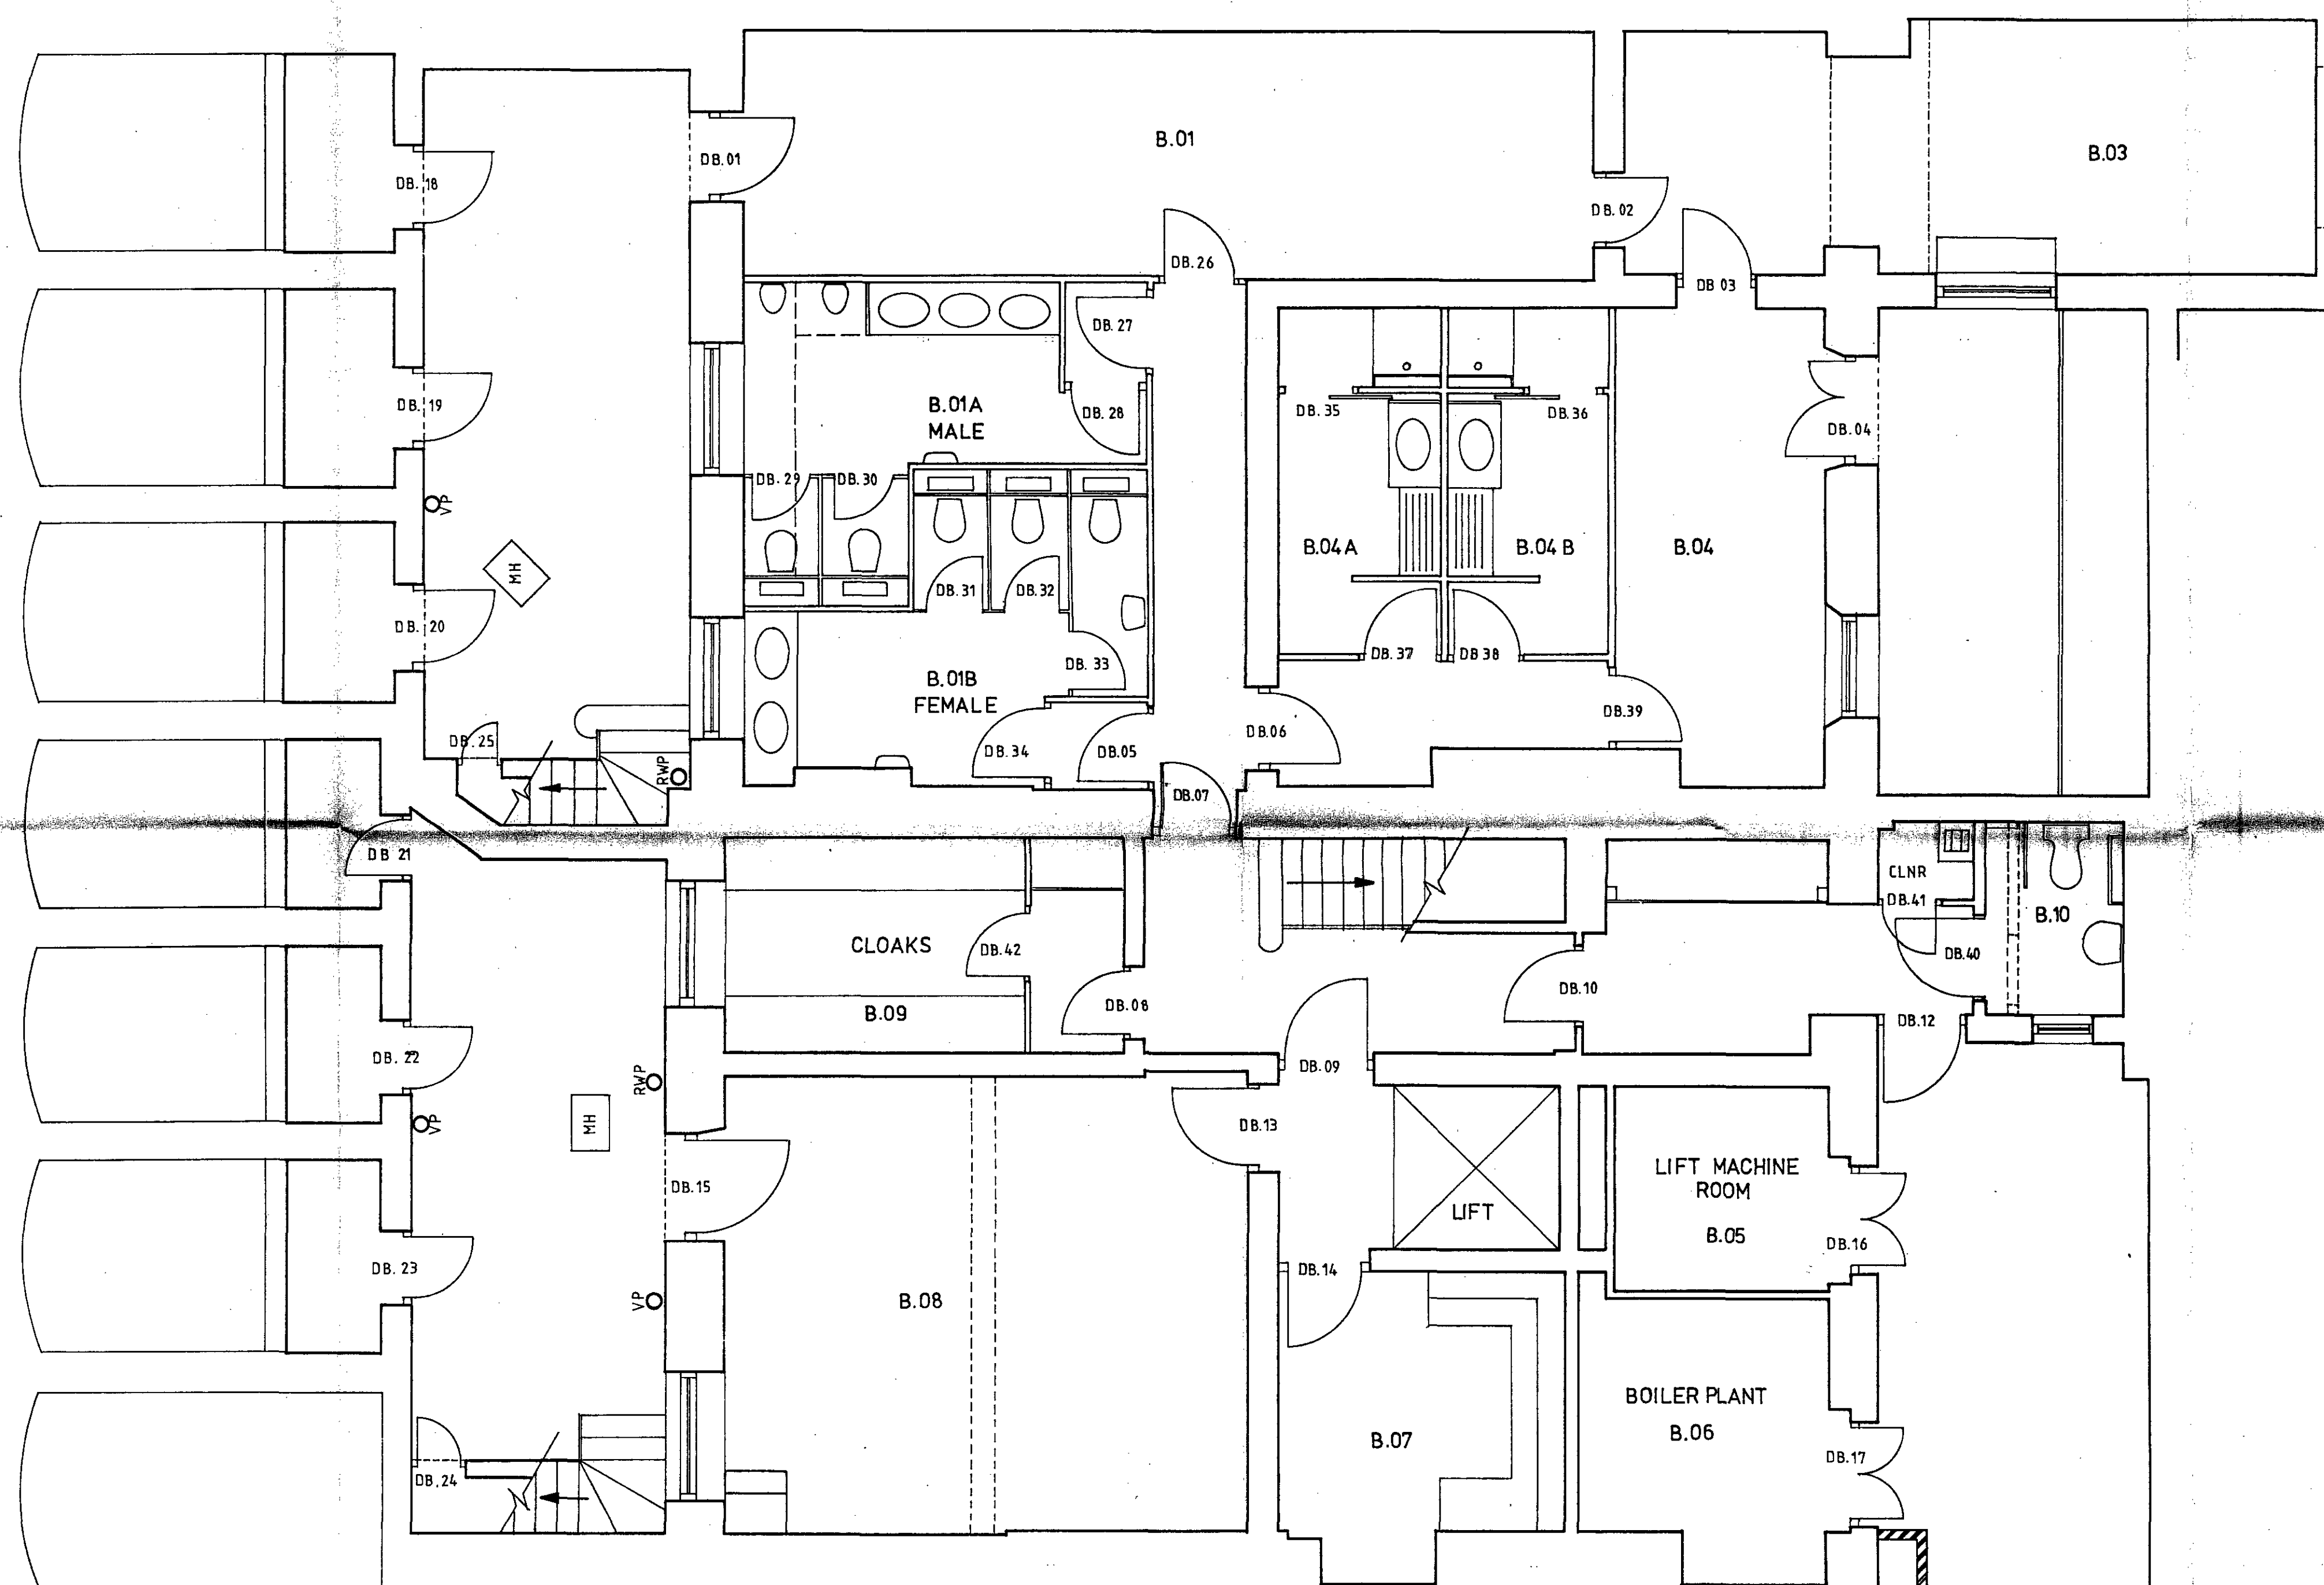 B.01
B.03
DB.01
DB. 18
DB. 02
DB. 26
DB 03
DB. 27
DB. 19
B.01A
MALE
DB. 28
DB. 35
DB. 36
DB.04
VP
DB. 29
DB.30
B.04 A
B.04 B
B.04
MH
DB. 31
DB. 32
DB. 20
DB. 33
DB. 37
DB 38
B.01B
FEMALE
DB.39
DB. 25
DB. 34
DB.05
DB.06
RWP
DB.07
DB 21
CLNR
DB.41
B.10
CLOAKS
DB.42
DB.40
DB.10
B.09
DB.08
DB.12
DB. 22
DB.09
RWP
VP
MH
DB.13
LIFT MACHINE
ROOM
DB.15
LIFT
B.05
DB.16
DB. 23
DB.14
VP
B.08
BOILER PLANT
B.06
B.07
DB.17
DB.24